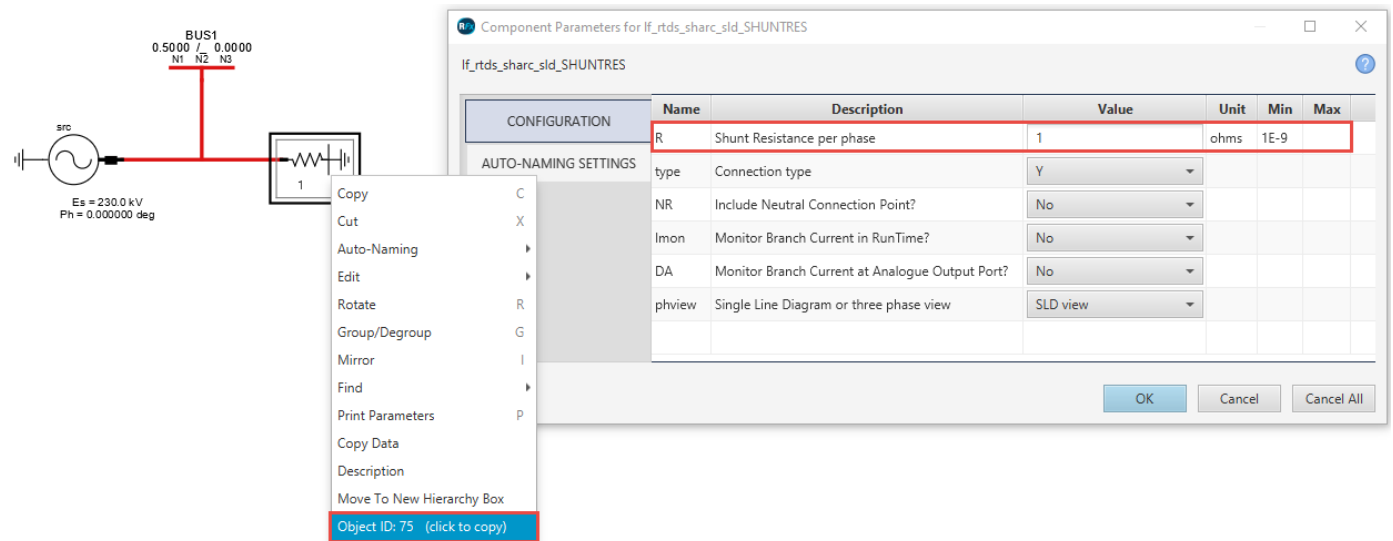 BUS1
0.5000 /_ 0.0000
N1 N2 N3
src
Es = 230.0 kV
Ph = 0.000000 deg
1
Copy C
Cut X
Auto-Naming
Edit
Rotate R
Group/Degroup G
Mirror I
Find
Print Parameters P
Copy Data
Description
Move To New Hierarchy Box
Object ID: 75 (click to copy)
RFx Component Parameters for lf_rtds_sharc_sld_SHUNTRES
lf_rtds_sharc_sld_SHUNTRES
?
CONFIGURATION
AUTO-NAMING SETTINGS
Name Description Value Unit Min Max
R Shunt Resistance per phase 1 ohms 1E-9
type Connection type Y
NR Include Neutral Connection Point? No
Imon Monitor Branch Current in RunTime? No
DA Monitor Branch Current at Analogue Output Port? No
phview Single Line Diagram or three phase view SLD view
OK Cancel Cancel All